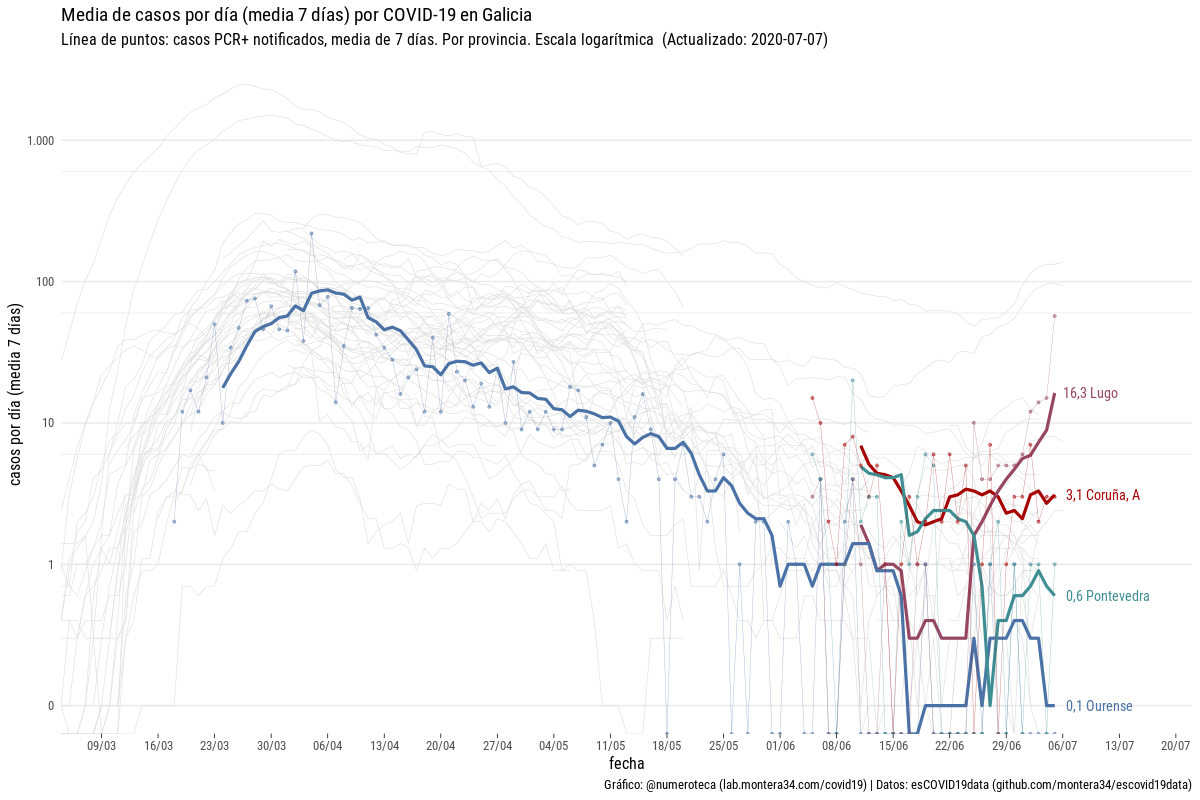 Media de casos por día (media 7 días) por COVID-19 en Galicia
Línea de puntos: casos PCR+ notificados, media de 7 días. Por provincia. Escala logarítmica  (Actualizado: 2020-07-07)
casos por día (media 7 días)
1.000
100
10
1
0
16,3 Lugo
3,1 Coruña, A
0,6 Pontevedra
0,1 Ourense
09/03 16/03 23/03 30/03 06/04 13/04 20/04 27/04 04/05 11/05 18/05 25/05 01/06 08/06 15/06 22/06 29/06 06/07 13/07 20/07
fecha
Gráfico: @numeroteca (lab.montera34.com/covid19) | Datos: esCOVID19data (github.com/montera34/escovid19data)